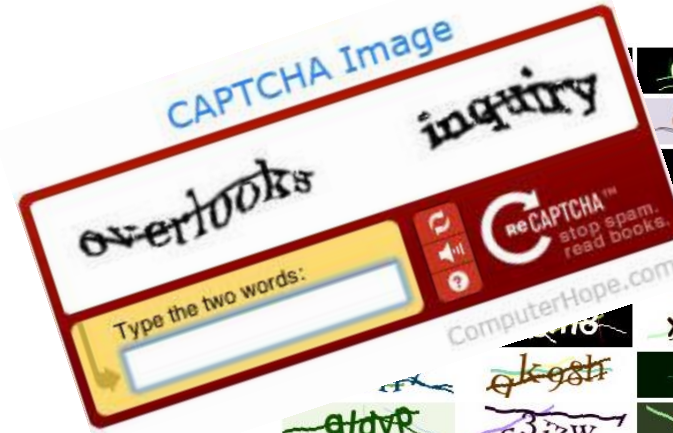 CAPTCHA Image
overlooks inquiry
Type the two words:
reCAPTCHA™
stop spam.
read books.
ComputerHope.com